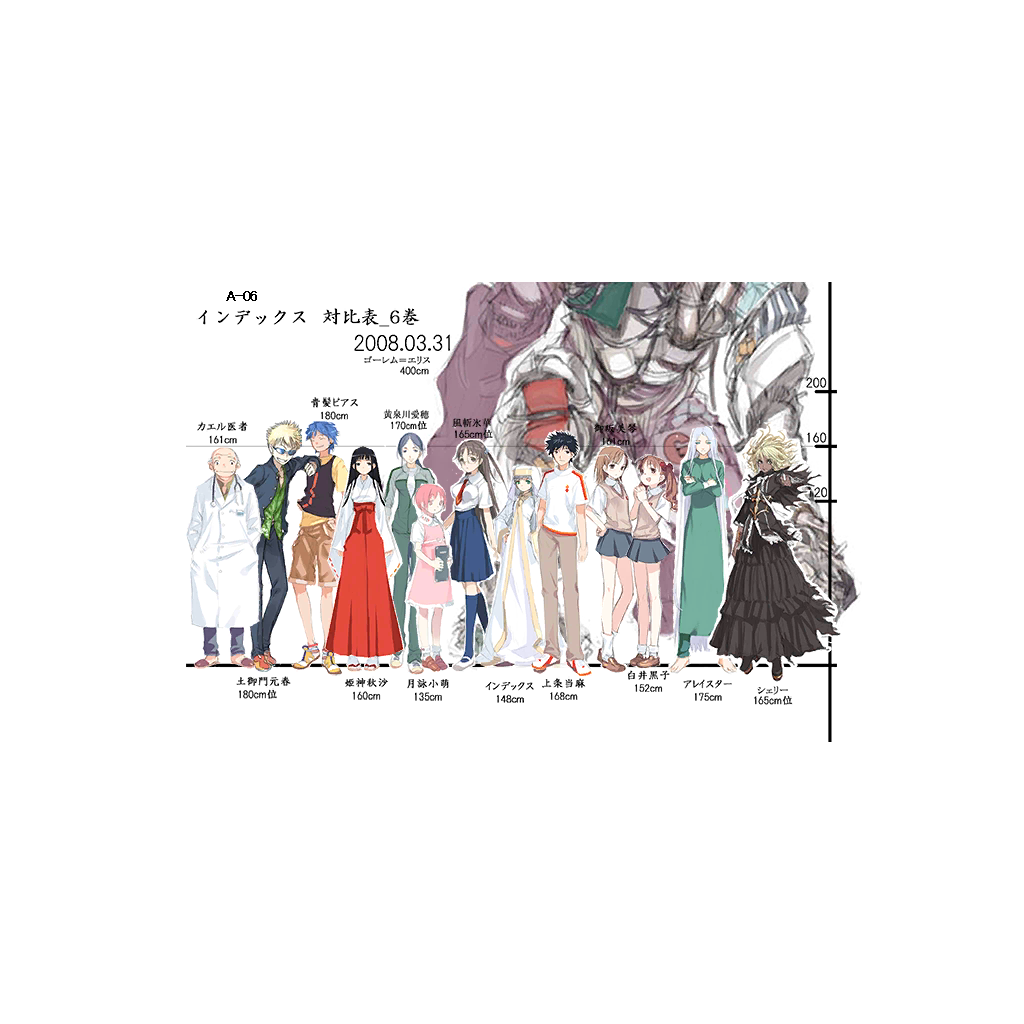 A-06
インデックス 対比表_6巻
2008.03.31
ゴーレム=エリス
400cm
200
青髪ピアス
180cm
黄泉川愛穂
170cm位
カエル医者
161cm
風斬氷華
165cm位
御坂美琴
161cm
160
120
土御門元春
180cm位
姫神秋沙
160cm
月詠小萌
135cm
インデックス
148cm
上条当麻
168cm
白井黒子
152cm
アレイスター
175cm
シェリー
165cm位